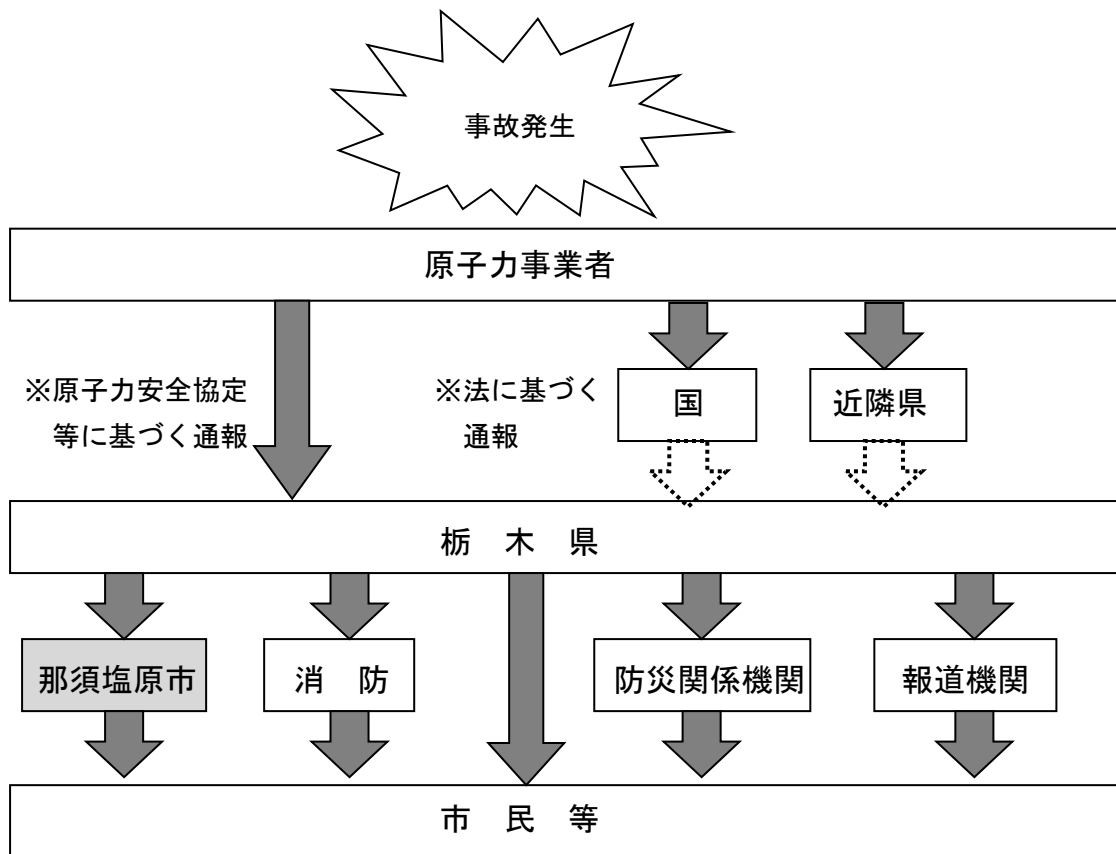 事故発生
原子力事業者
※原子力安全協定
等に基づく通報
※法に基づく
通報
国
近隣県
栃　木　県
那須塩原市
消　防
防災関係機関
報道機関
市　民　等